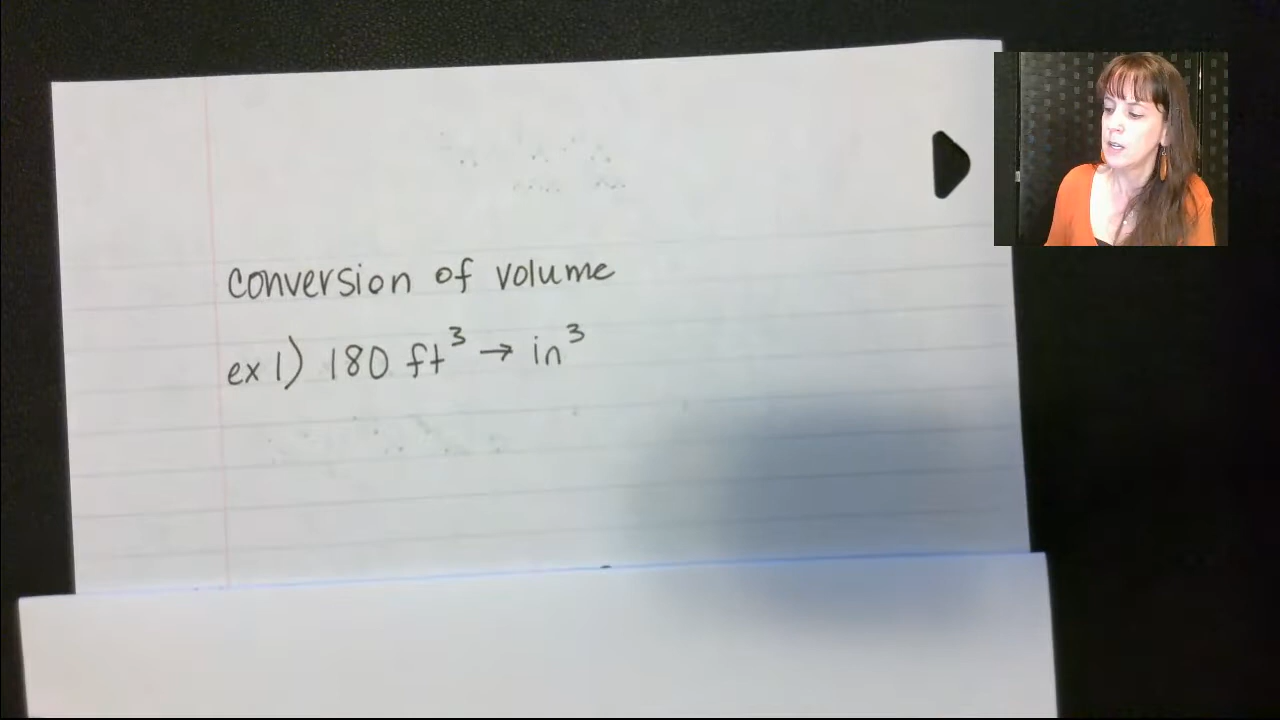 conversion of volume
ex 1) 180 ft³ → in³